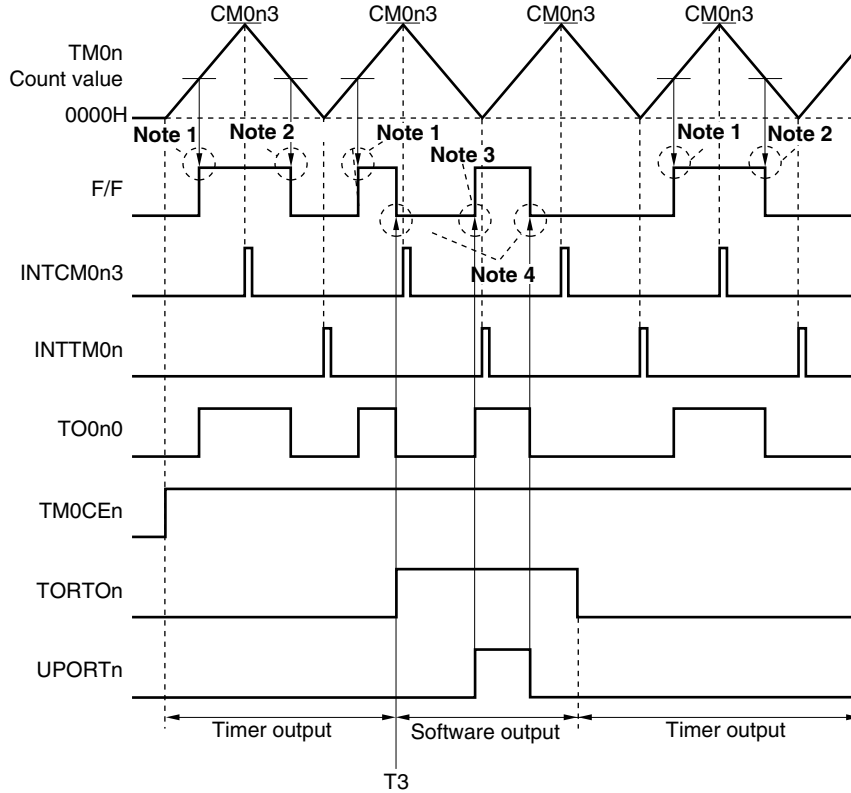 CM0n3 CM0n3 CM0n3 CM0n3
TM0n
Count value
0000H
Note 1 Note 2 Note 1 Note 3 Note 1 Note 2
F/F
Note 4
INTCM0n3
INTTM0n
TO0n0
TM0CEn
TORTOn
UPORTn
Timer output Software output Timer output
T3